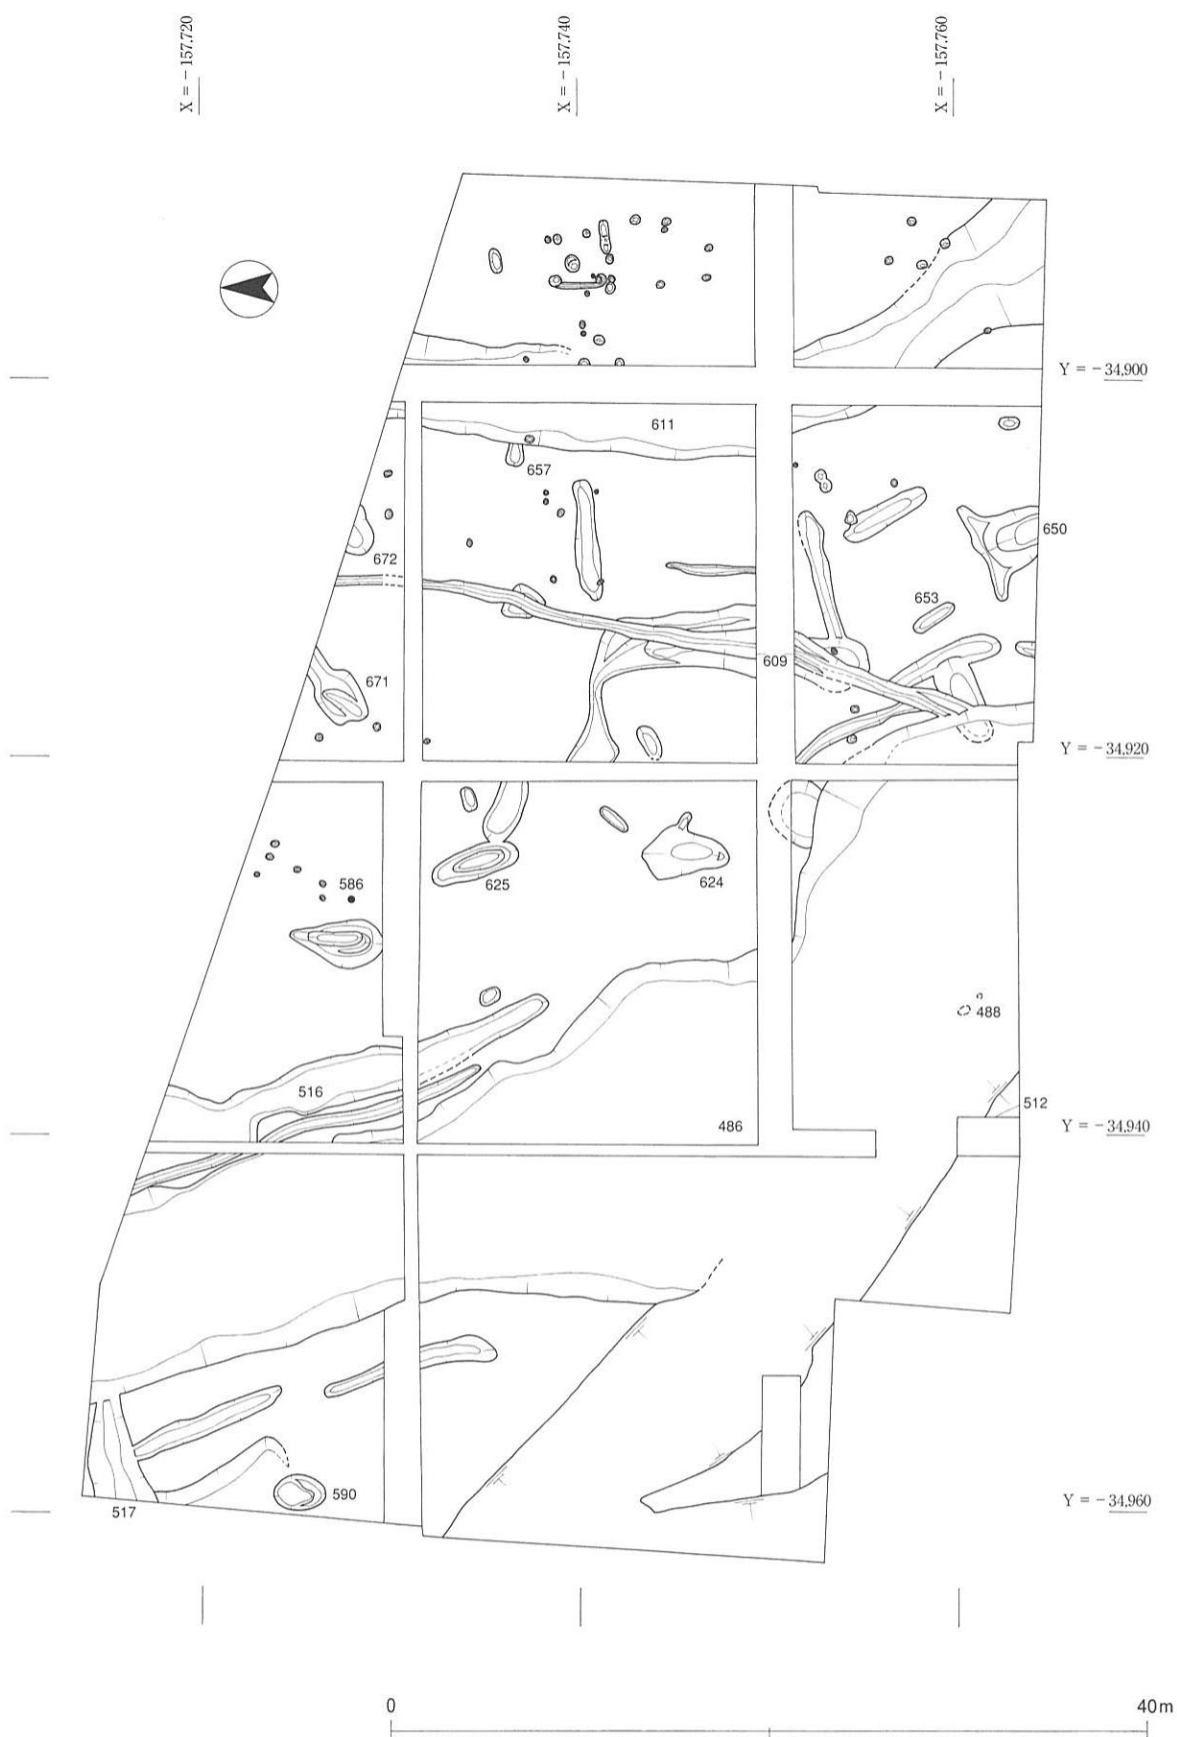 X = －157.720
X = －157.740
X = －157.760
Y = －34.900
611
657
650
672
653
609
671
Y = －34.920
586
625
624
488
516
512
486
Y = －34.940
590
517
Y = －34.960
0
40m